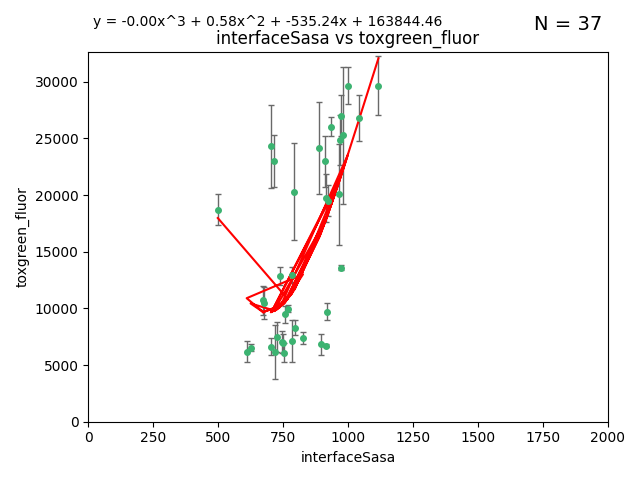 y = -0.00x^3 + 0.58x^2 + -535.24x + 163844.46
N = 37
interfaceSasa vs toxgreen_fluor
30000
25000
20000
15000
10000
5000
0
toxgreen_fluor
0 250 500 750 1000 1250 1500 1750 2000
interfaceSasa